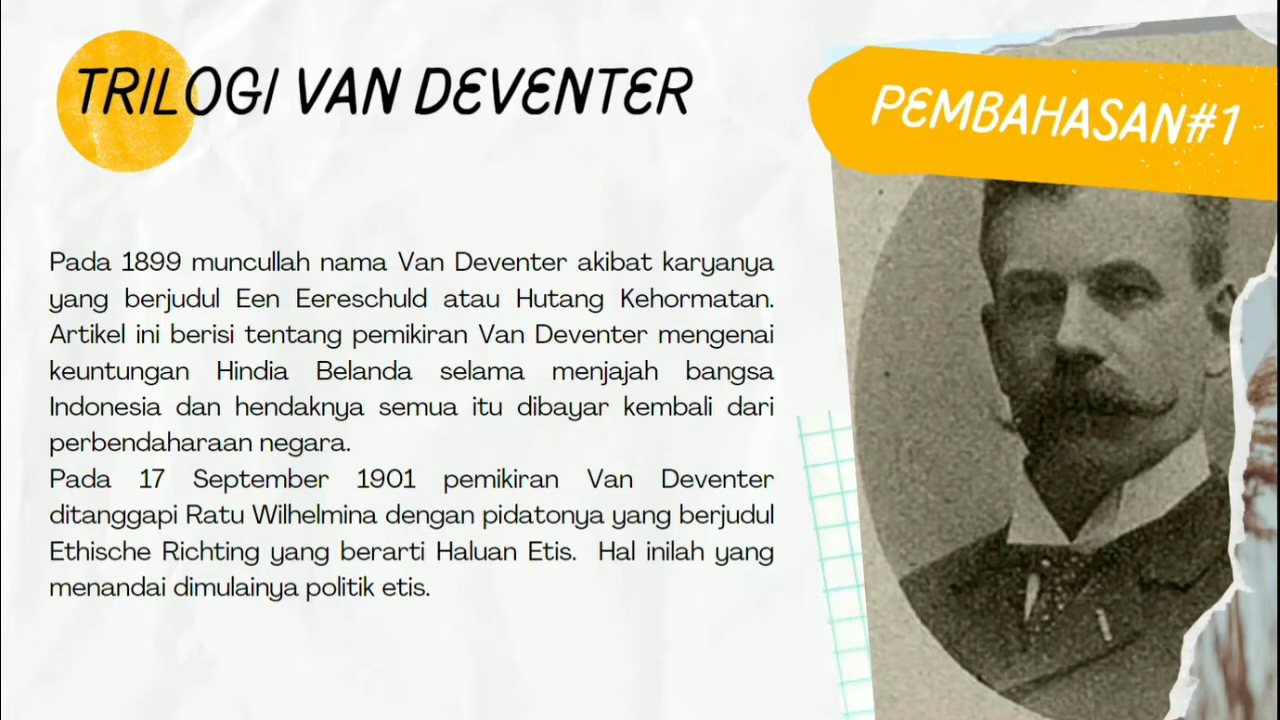 TRILOGI VAN DEVENTER
PEMBAHASAN#1
Pada 1899 muncullah nama Van Deventer akibat karyanya
yang berjudul Een Eereschuld atau Hutang Kehormatan.
Artikel ini berisi tentang pemikiran Van Deventer mengenai
keuntungan Hindia Belanda selama menjajah bangsa
Indonesia dan hendaknya semua itu dibayar kembali dari
perbendaharaan negara.
Pada 17 September 1901 pemikiran Van Deventer
ditanggapi Ratu Wilhelmina dengan pidatonya yang berjudul
Ethische Richting yang berarti Haluan Etis. Hal inilah yang
menandai dimulainya politik etis.